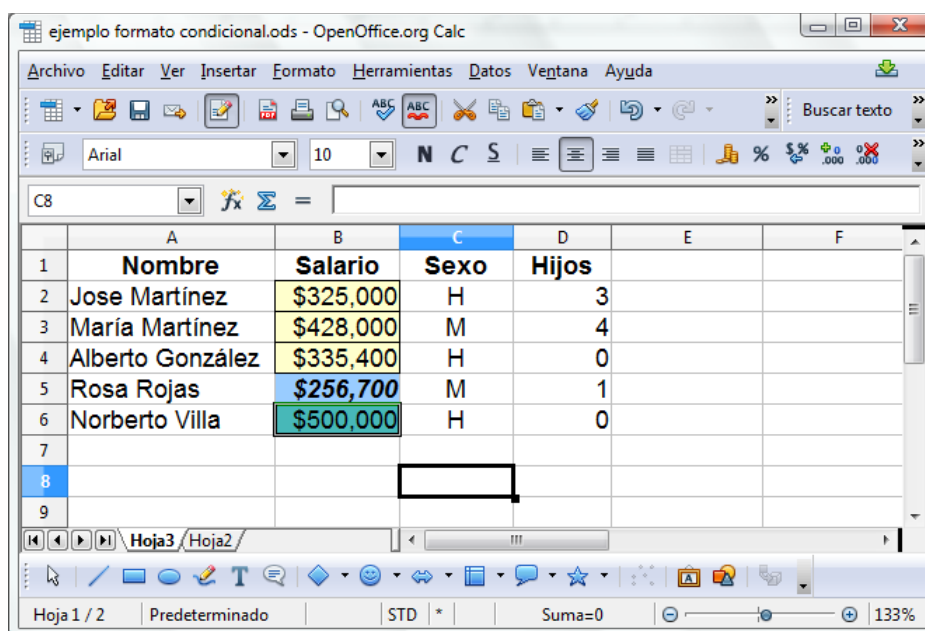 ejemplo formato condicional.ods - OpenOffice.org Calc
Archivo Editar Ver Insertar Formato Herramientas Datos Ventana Ayuda
Buscar texto
Arial 10 N C S
C8 =
A B C D E F
1 Nombre Salario Sexo Hijos
2 Jose Martínez $325,000 H 3
3 María Martínez $428,000 M 4
4 Alberto González $335,400 H 0
5 Rosa Rojas $256,700 M 1
6 Norberto Villa $500,000 H 0
7
8
9
Hoja3 Hoja2
Hoja 1 / 2 Predeterminado STD * Suma=0 133%